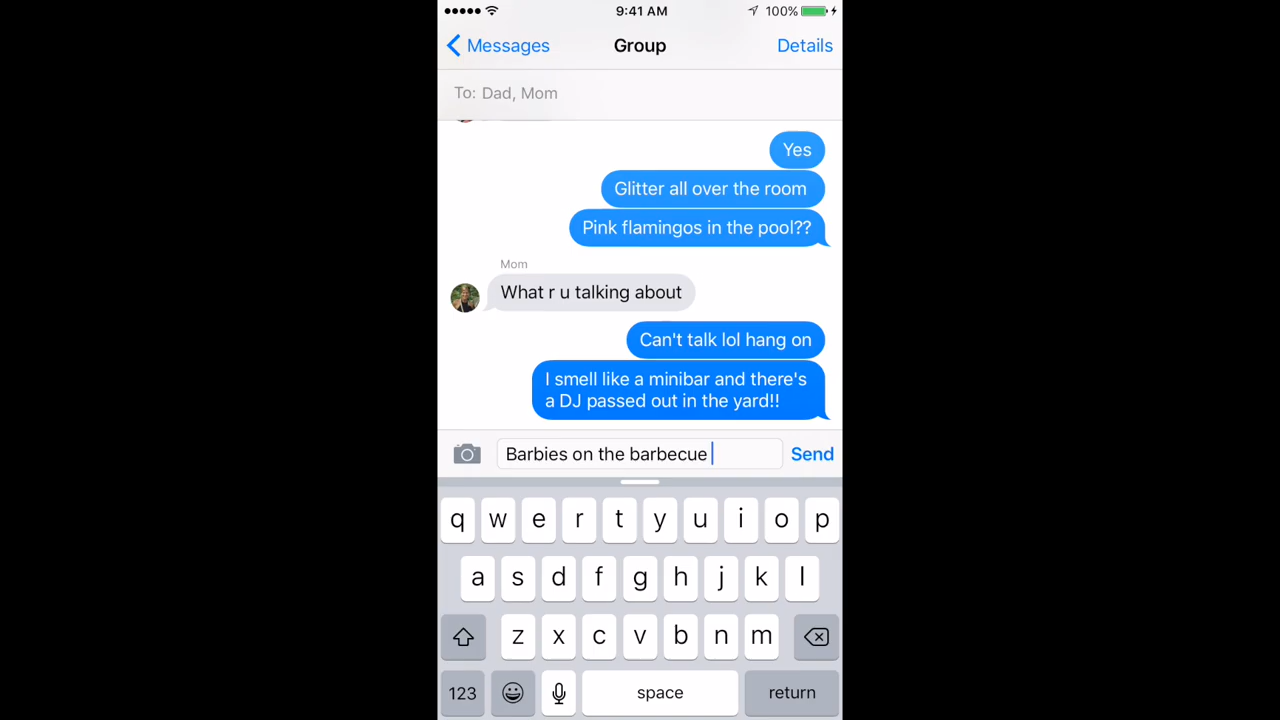 9:41 AM 100%
Messages Group Details
To: Dad, Mom
Yes
Glitter all over the room
Pink flamingos in the pool??
Mom
What r u talking about
Can't talk lol hang on
I smell like a minibar and there's
a DJ passed out in the yard!!
Barbies on the barbecue Send
q w e r t y u i o p
a s d f g h j k l
z x c v b n m
123 space return